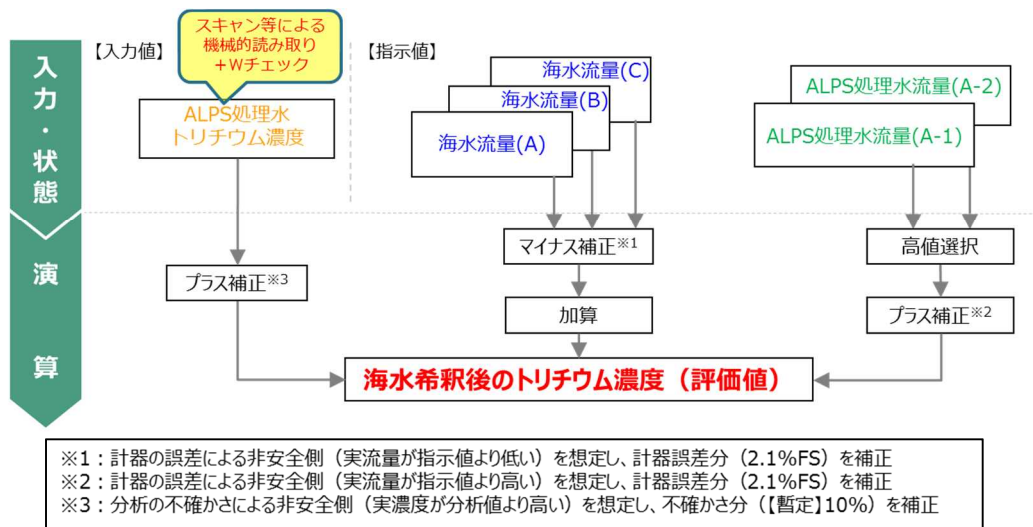 入力・状態
演算
【入力値】
スキャン等による
機械的読み取り
+Wチェック
ALPS処理水
トリチウム濃度
【指示値】
海水流量(C)
海水流量(B)
海水流量(A)
ALPS処理水流量(A-2)
ALPS処理水流量(A-1)
プラス補正※3
マイナス補正※1
加算
高値選択
プラス補正※2
海水希釈後のトリチウム濃度（評価値）
※1：計器の誤差による非安全側（実流量が指示値より低い）を想定し、計器誤差分（2.1%FS）を補正
※2：計器の誤差による非安全側（実流量が指示値より高い）を想定し、計器誤差分（2.1%FS）を補正
※3：分析の不確かさによる非安全側（実濃度が分析値より高い）を想定し、不確かさ分（【暫定】10%）を補正